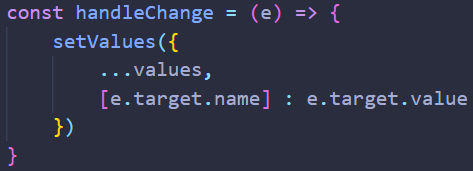 const handleChange = (e) => {
    setValues({
        ...values,
        [e.target.name] : e.target.value
    })
}